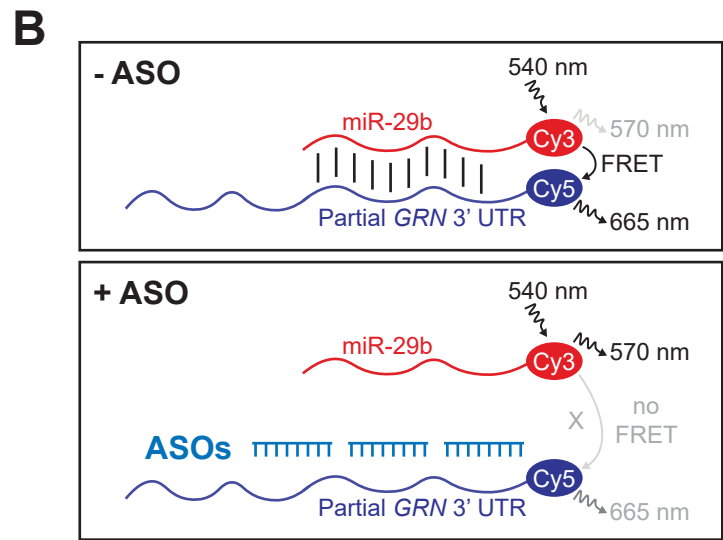 B
- ASO
540 nm
miR-29b
Cy3
570 nm
FRET
Cy5
Partial GRN 3' UTR
665 nm
+ ASO
540 nm
miR-29b
Cy3
570 nm
X
no
FRET
ASOs
Cy5
Partial GRN 3' UTR
665 nm